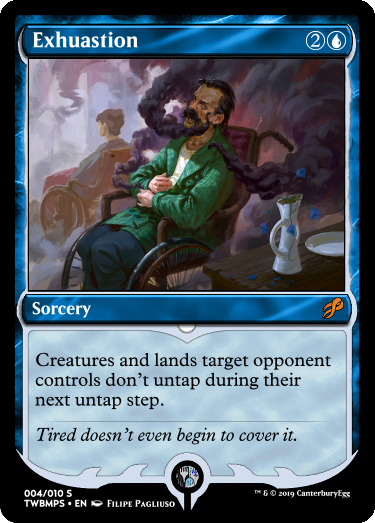 Exhuastion 2
Sorcery
Creatures and lands target opponent
controls don't untap during their
next untap step.
Tired doesn't even begin to cover it.
004/010 S
TWBMPS • EN Filipe Pagliuso
™ & © 2019 CanterburyEgg